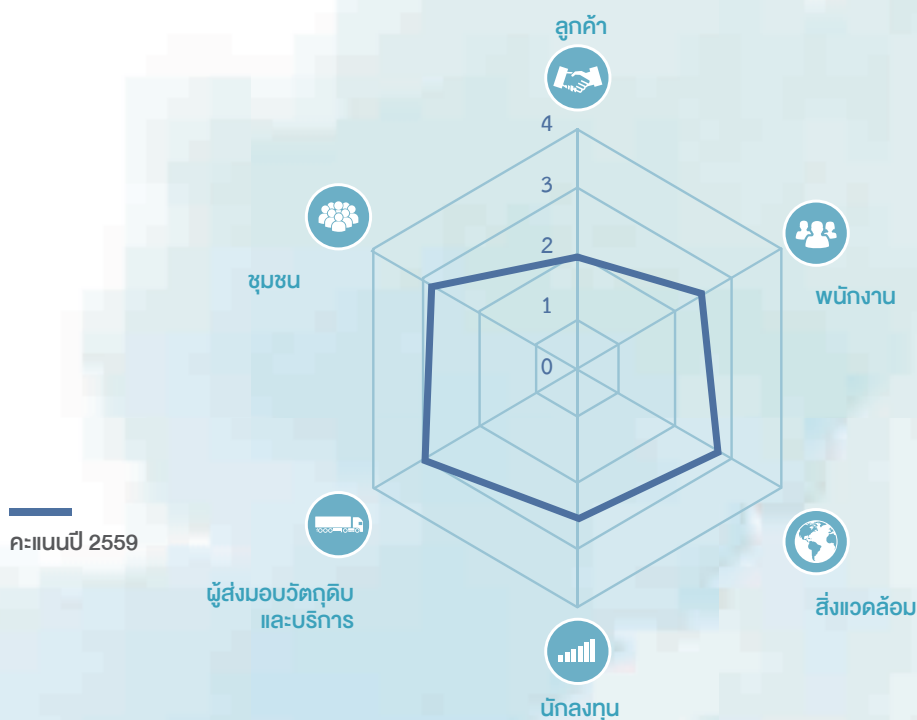 ลูกค้า
4
3
2
1
0
พนักงาน
ชุมชน
คะแนนปี 2559
ผู้ส่งมอบวัตถุดิบ
และบริการ
สิ่งแวดล้อม
นักลงทุน